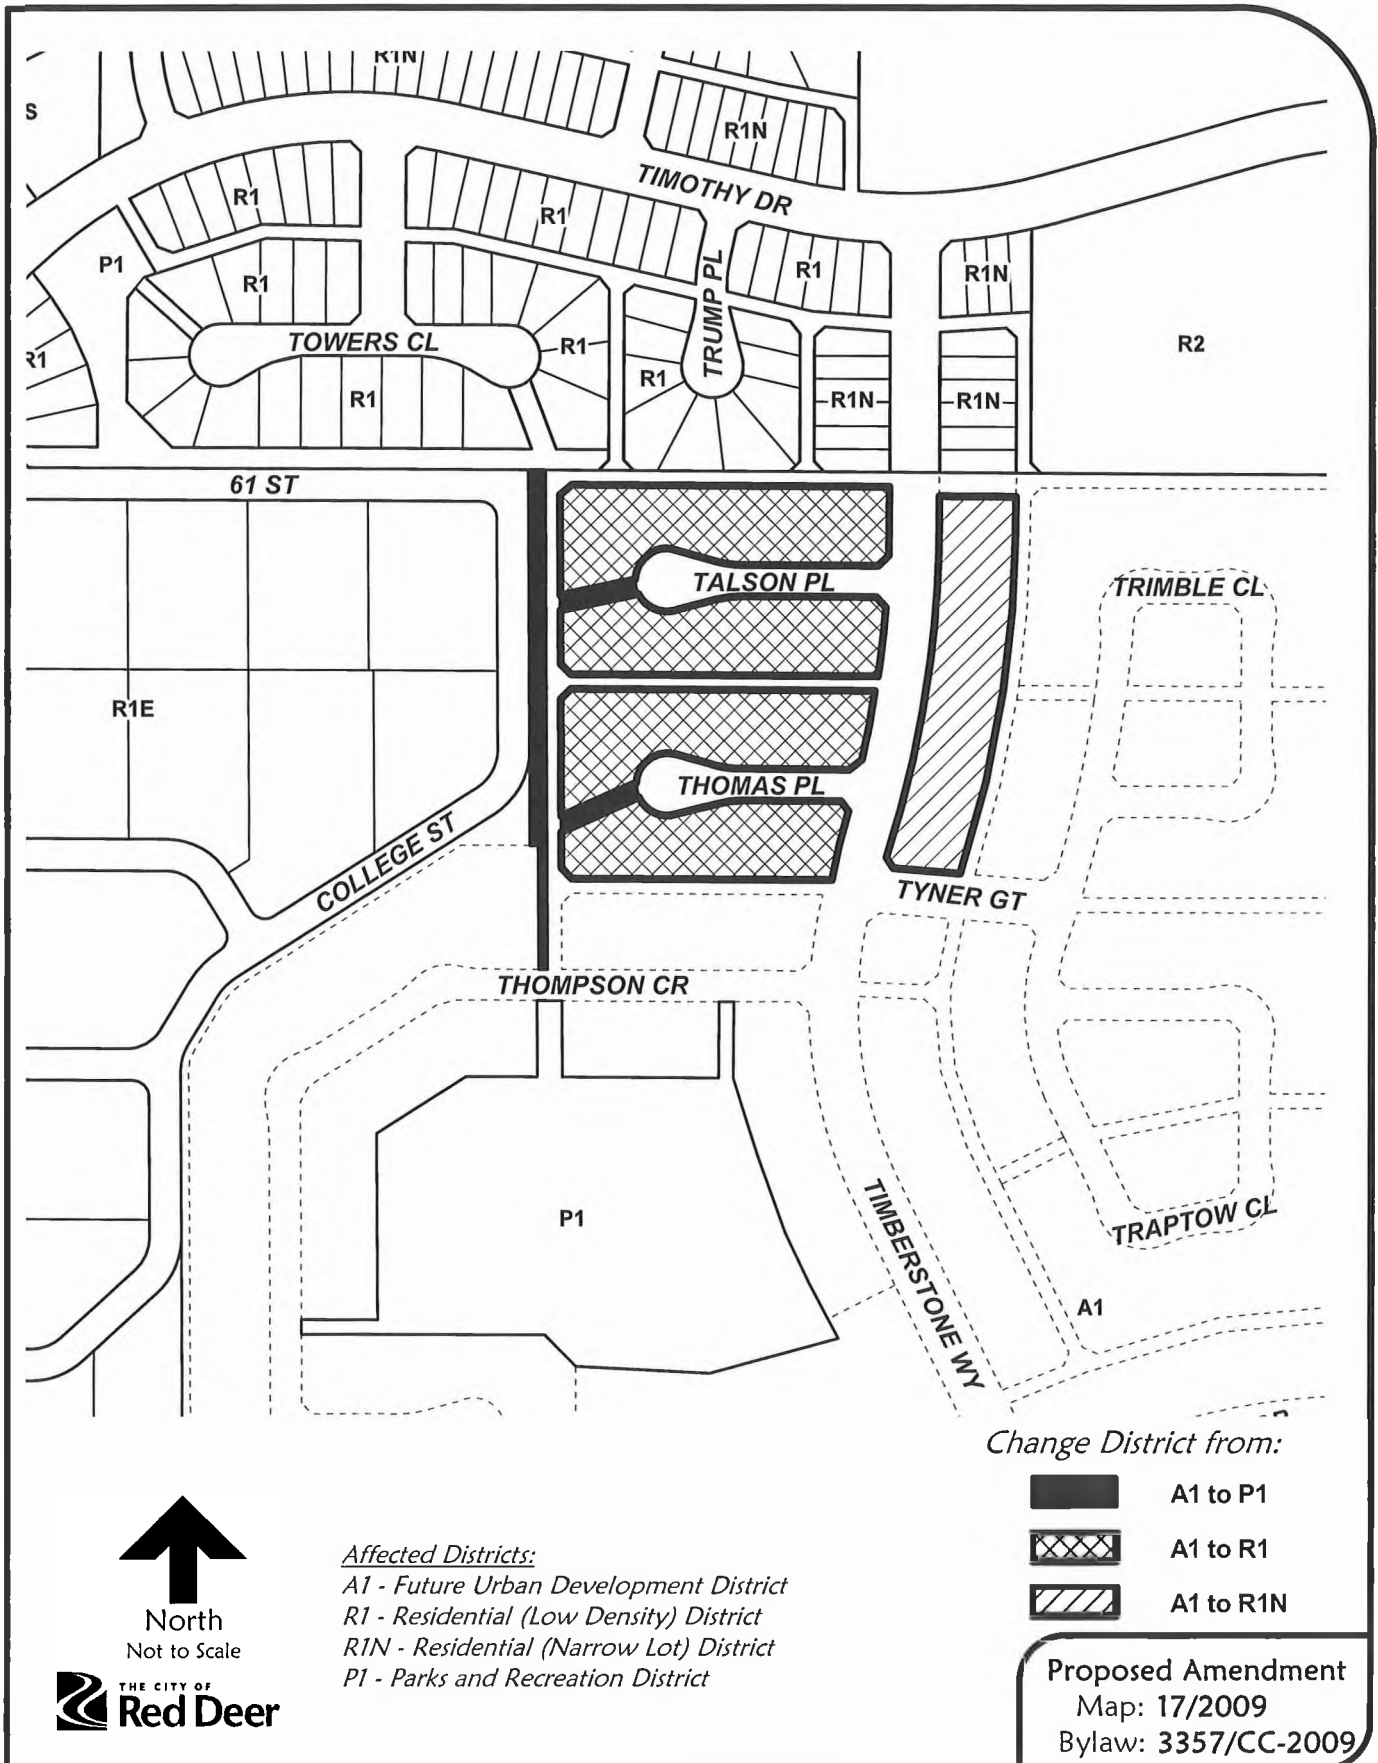 R1N
S
R1N
TIMOTHY DR
R1
R1
P1
R1
TRUMP PL
R1
R1N
TOWERS CL
R1
R1
R1
R1
R1N
R1N
R2
61 ST
TALSON PL
TRIMBLE CL
R1E
THOMAS PL
COLLEGE ST
TYNER GT
THOMPSON CR
P1
TIMBERSTONE WY
TRAPTOW CL
A1
Change District from:
A1 to P1
A1 to R1
A1 to R1N
North
Not to Scale
THE CITY OF
Red Deer
Affected Districts:
A1 - Future Urban Development District
R1 - Residential (Low Density) District
R1N - Residential (Narrow Lot) District
P1 - Parks and Recreation District
Proposed Amendment
Map: 17/2009
Bylaw: 3357/CC-2009